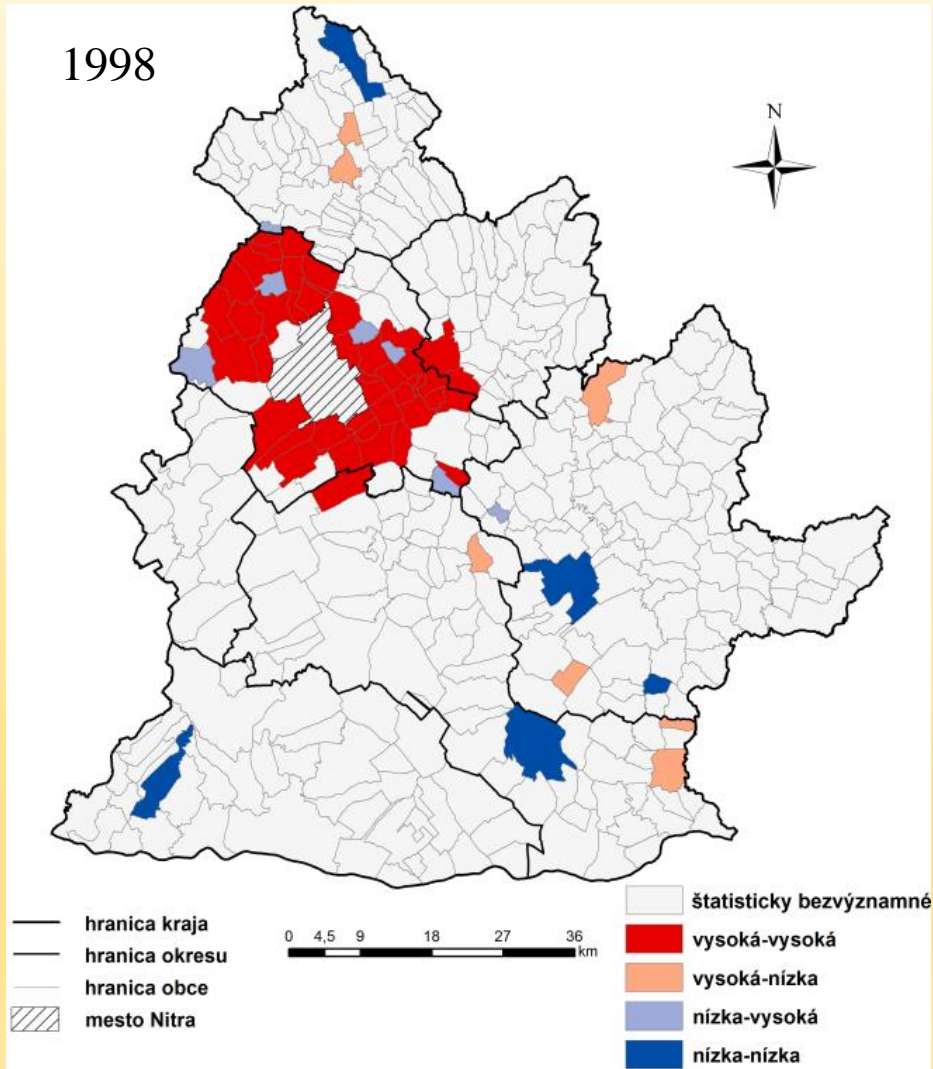 1998
N
hranica kraja
hranica okresu
hranica obce
mesto Nitra
0 4,5 9 18 27 36
km
štatisticky bezvýznamné
vysoká-vysoká
vysoká-nízka
nízka-vysoká
nízka-nízka